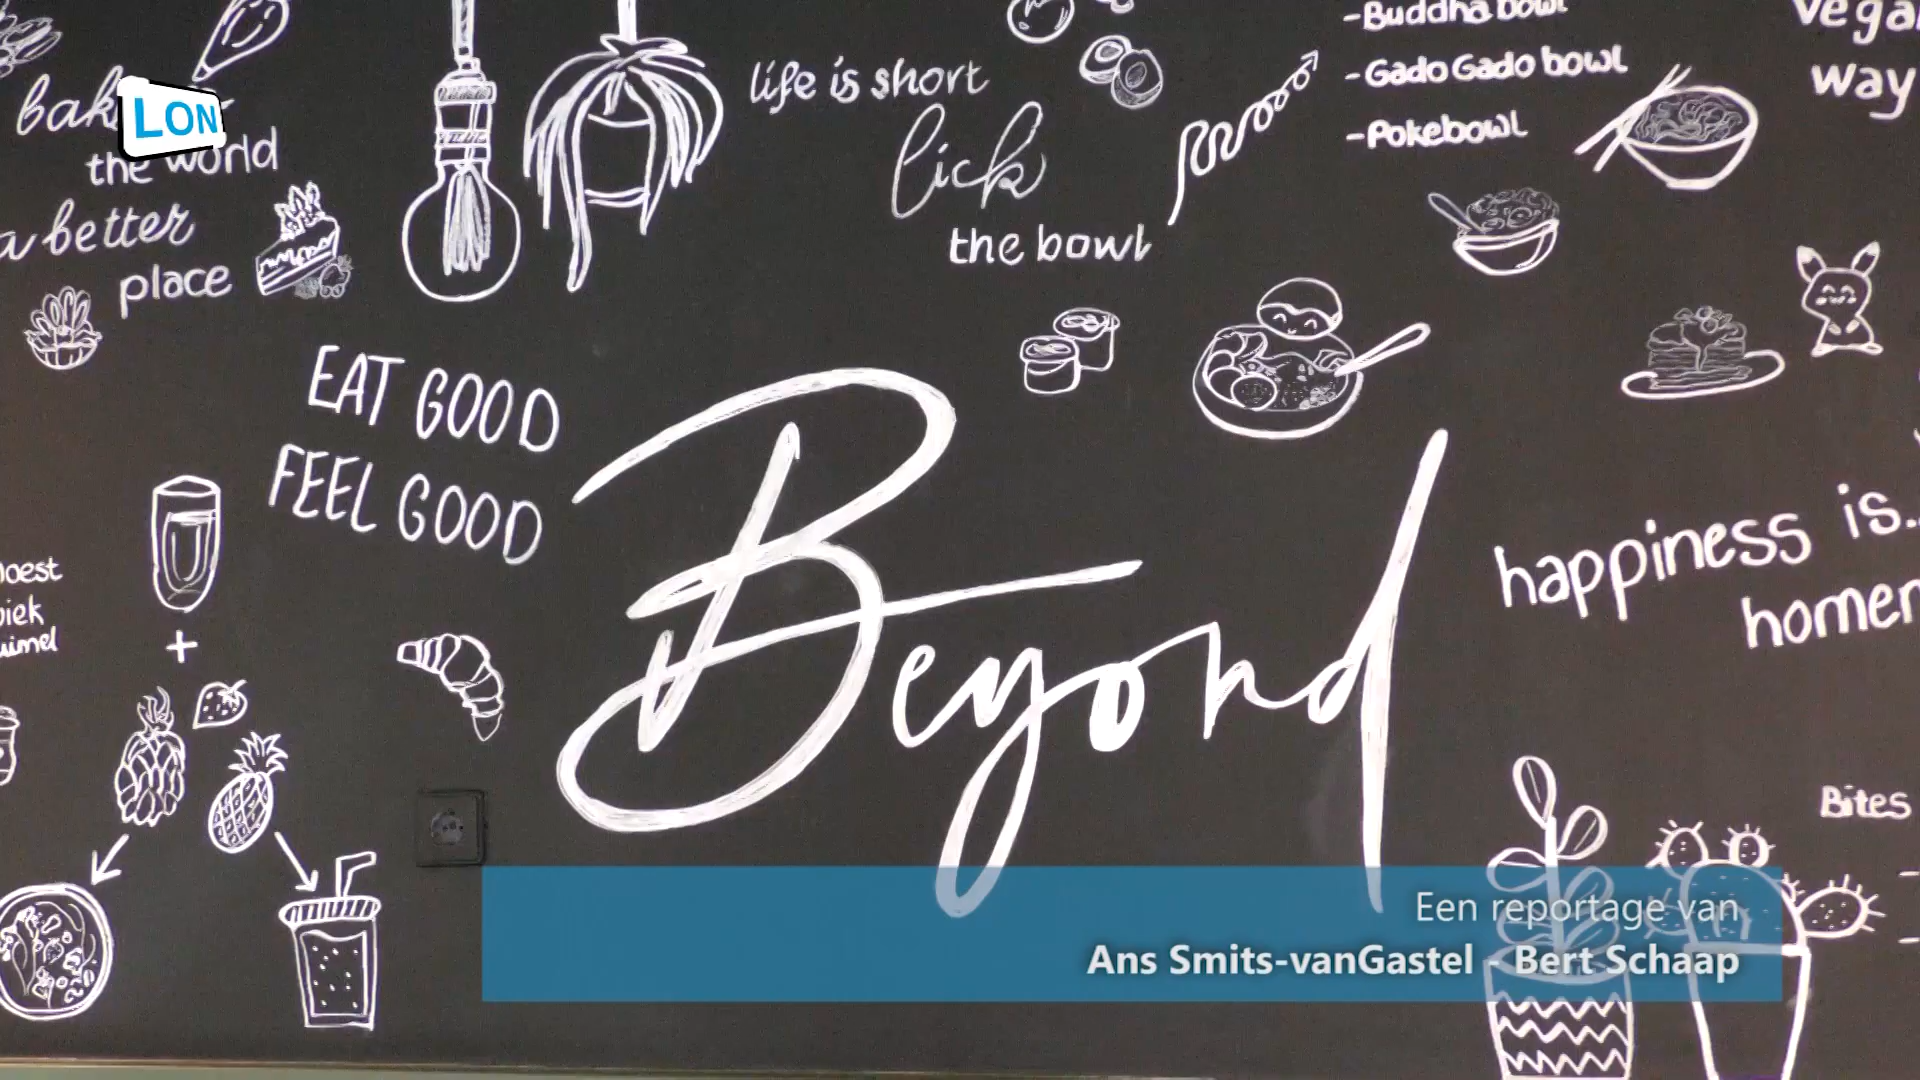 LON
the world
a better
place
EAT GOOD
FEEL GOOD
life is short
lick
the bowl
-Buddha bowl
-Gado Gado bowl
-Pokebowl
way
Beyond
happiness is..
+
Bites
Een reportage van
Ans Smits-vanGastel - Bert Schaap